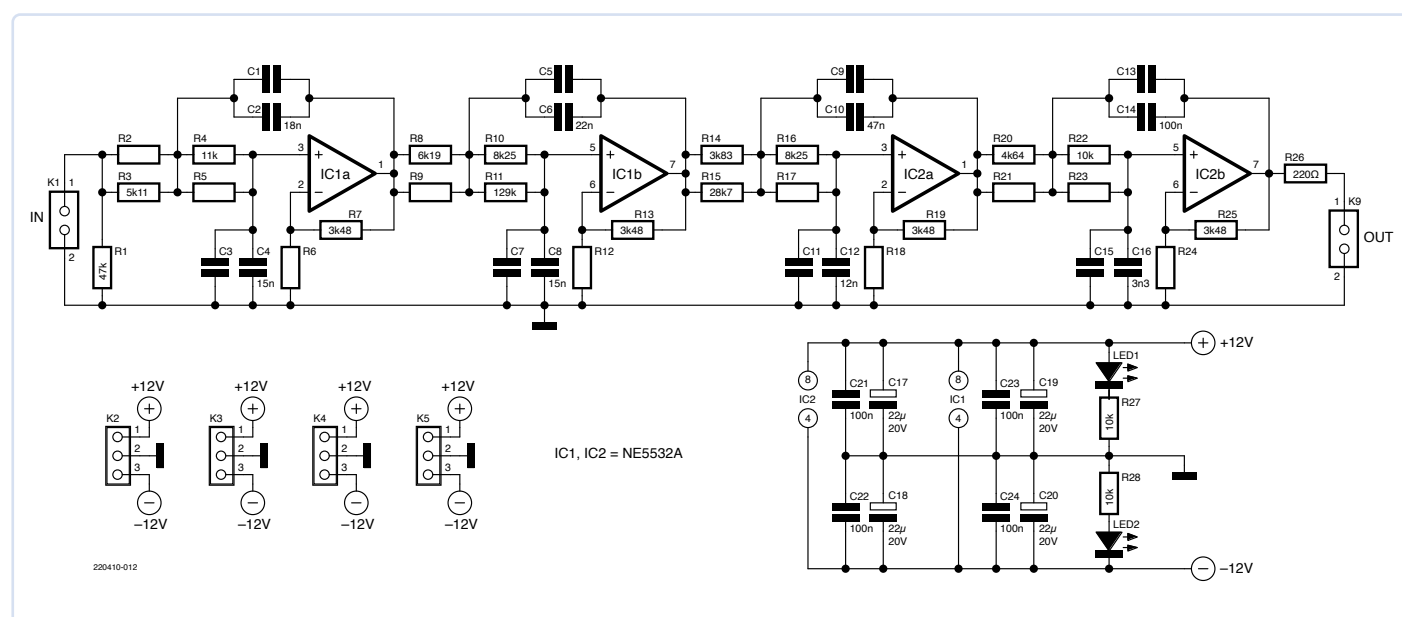 C1
C2
18n
R2
R3
5k11
R4
11k
R5
3
+
2
–
IC1a
1
R7
3k48
C3
C4
15n
R6
K1
1
2
IN
R1
47k
C5
C6
22n
R8
6k19
R9
R10
8k25
R11
129k
5
+
6
–
IC1b
7
R13
3k48
C7
C8
15n
R12
C9
C10
47n
R14
3k83
R15
28k7
R16
8k25
R17
3
+
2
–
IC2a
1
R19
3k48
C11
C12
12n
R18
C13
C14
100n
R20
4k64
R21
R22
10k
R23
5
+
6
–
IC2b
7
R25
3k48
C15
C16
3n3
R24
R26
220Ω
K9
1
2
OUT
+12V
+
K2
1
2
3
–
–12V
+12V
+
K3
1
2
3
–
–12V
+12V
+
K4
1
2
3
–
–12V
+12V
+
K5
1
2
3
–
–12V
IC1, IC2 = NE5532A
8
IC2
4
C21
100n
C17
22µ
20V
8
IC1
4
C23
100n
C19
22µ
20V
LED1
R27
10k
+
+12V
C22
100n
C18
22µ
20V
C24
100n
C20
22µ
20V
R28
10k
LED2
–
–12V
220410-012